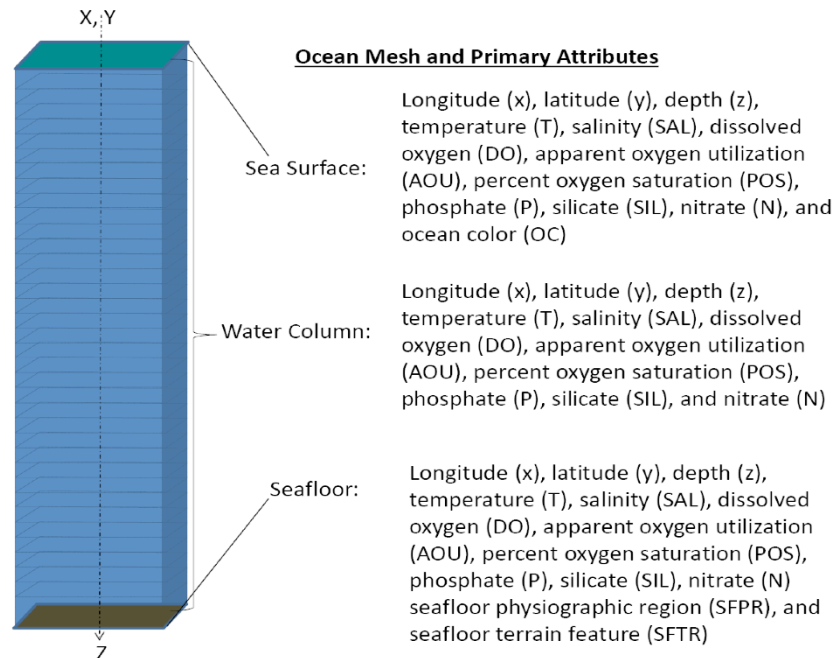 X, Y
Ocean Mesh and Primary Attributes
Sea Surface:
Longitude (x), latitude (y), depth (z),
temperature (T), salinity (SAL), dissolved
oxygen (DO), apparent oxygen utilization
(AOU), percent oxygen saturation (POS),
phosphate (P), silicate (SIL), nitrate (N), and
ocean color (OC)
Water Column:
Longitude (x), latitude (y), depth (z),
temperature (T), salinity (SAL), dissolved
oxygen (DO), apparent oxygen utilization
(AOU), percent oxygen saturation (POS),
phosphate (P), silicate (SIL), and nitrate (N)
Seafloor:
Longitude (x), latitude (y), depth (z),
temperature (T), salinity (SAL), dissolved
oxygen (DO), apparent oxygen utilization
(AOU), percent oxygen saturation (POS),
phosphate (P), silicate (SIL), nitrate (N)
seafloor physiographic region (SFPR), and
seafloor terrain feature (SFTR)
Z